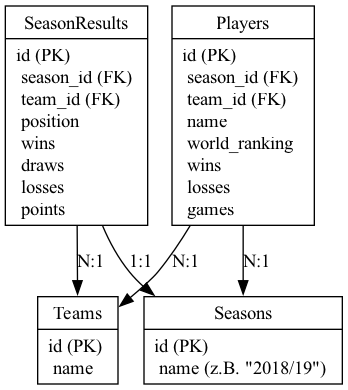 SeasonResults
id (PK)
season_id (FK)
team_id (FK)
position
wins
draws
losses
points
Players
id (PK)
season_id (FK)
team_id (FK)
name
world_ranking
wins
losses
games
N:1
1:1
N:1
N:1
Teams
id (PK)
name
Seasons
id (PK)
name (z.B. "2018/19")